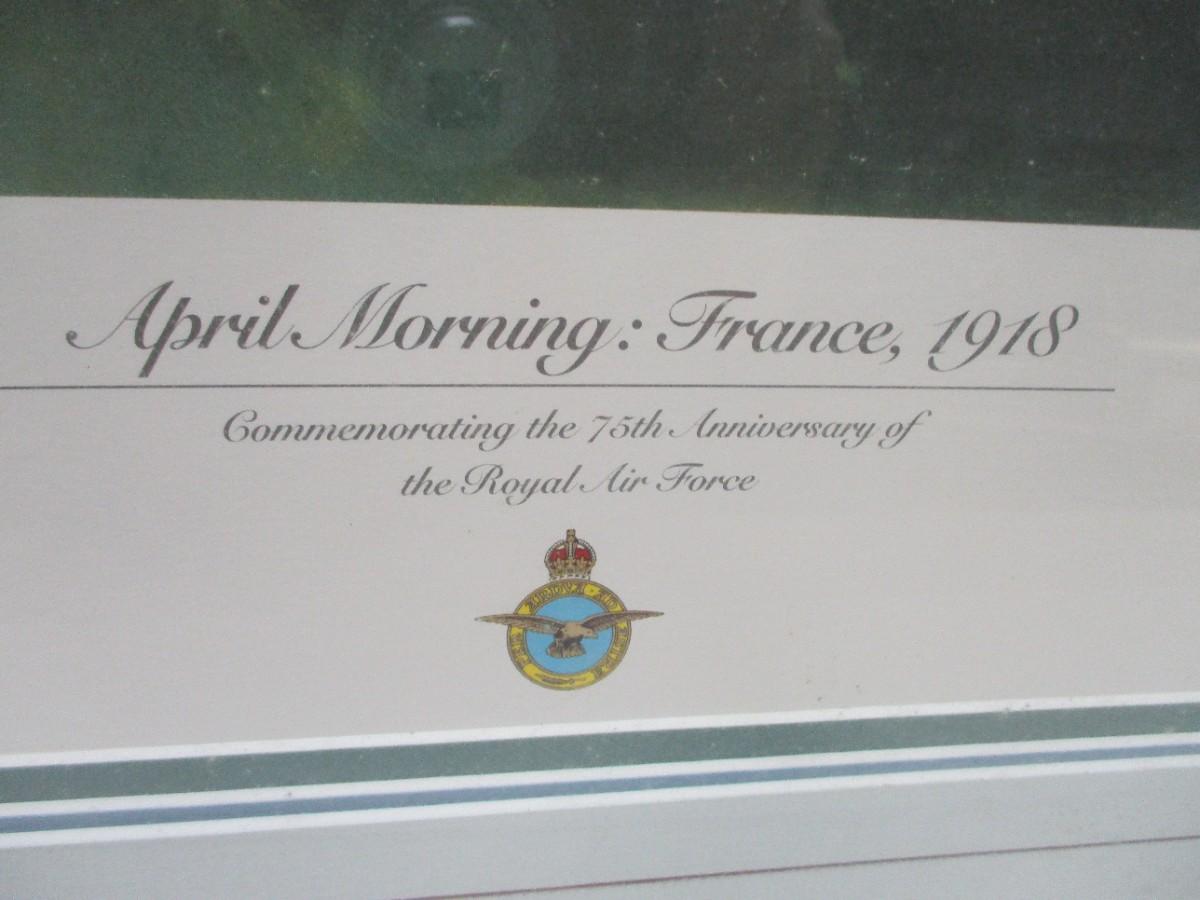 April Morning: France, 1918
Commemorating the 75th Anniversary of
the Royal Air Force